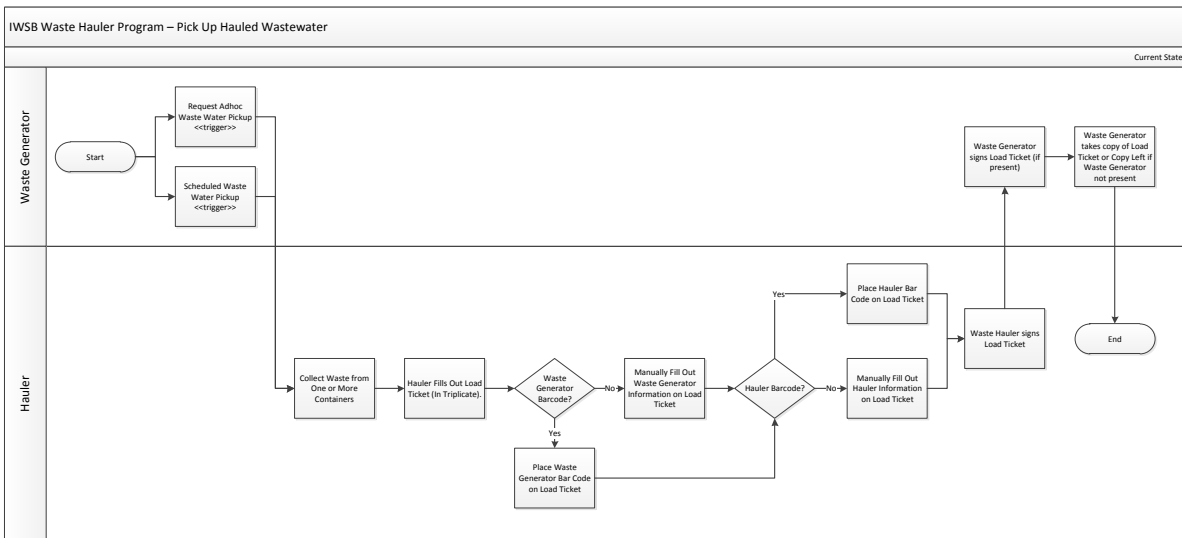 IWSB Waste Hauler Program – Pick Up Hauled Wastewater
Current State
Waste Generator
Request Adhoc
Waste Water Pickup
<<trigger>>
Start
Scheduled Waste
Water Pickup
<<trigger>>
Waste Generator
signs Load Ticket (if
present)
Waste Generator
takes copy of Load
Ticket or Copy Left if
Waste Generator
not present
Hauler
Collect Waste from
One or More
Containers
Hauler Fills Out Load
Ticket (In Triplicate).
Waste
Generator
Barcode?
No
Yes
Manually Fill Out
Waste Generator
Information on Load
Ticket
Place Waste
Generator Bar Code
on Load Ticket
Hauler Barcode?
Yes
No
Place Hauler Bar
Code on Load Ticket
Manually Fill Out
Hauler Information
on Load Ticket
Waste Hauler signs
Load Ticket
End